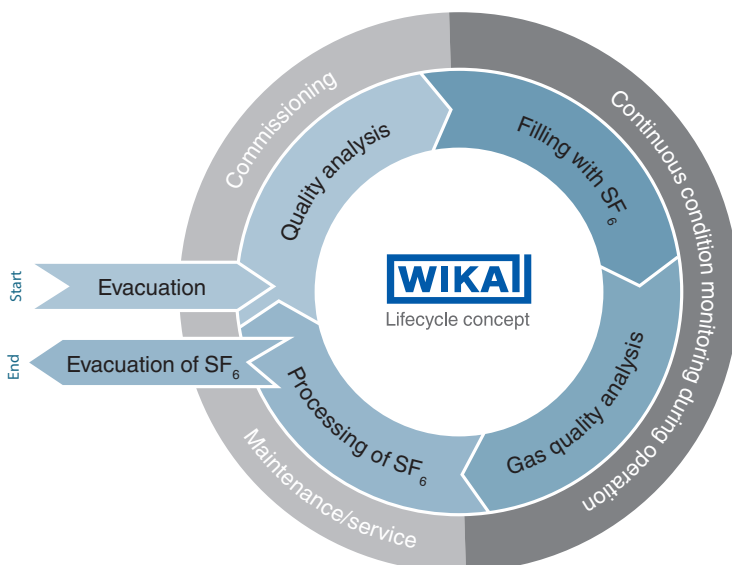 Commissioning
Continuous condition monitoring during operation
Quality analysis
Filling with SF₆
Start
Evacuation
WIKA
Lifecycle concept
End
Evacuation of SF₆
Processing of SF₆
Gas quality analysis
Maintenance/service